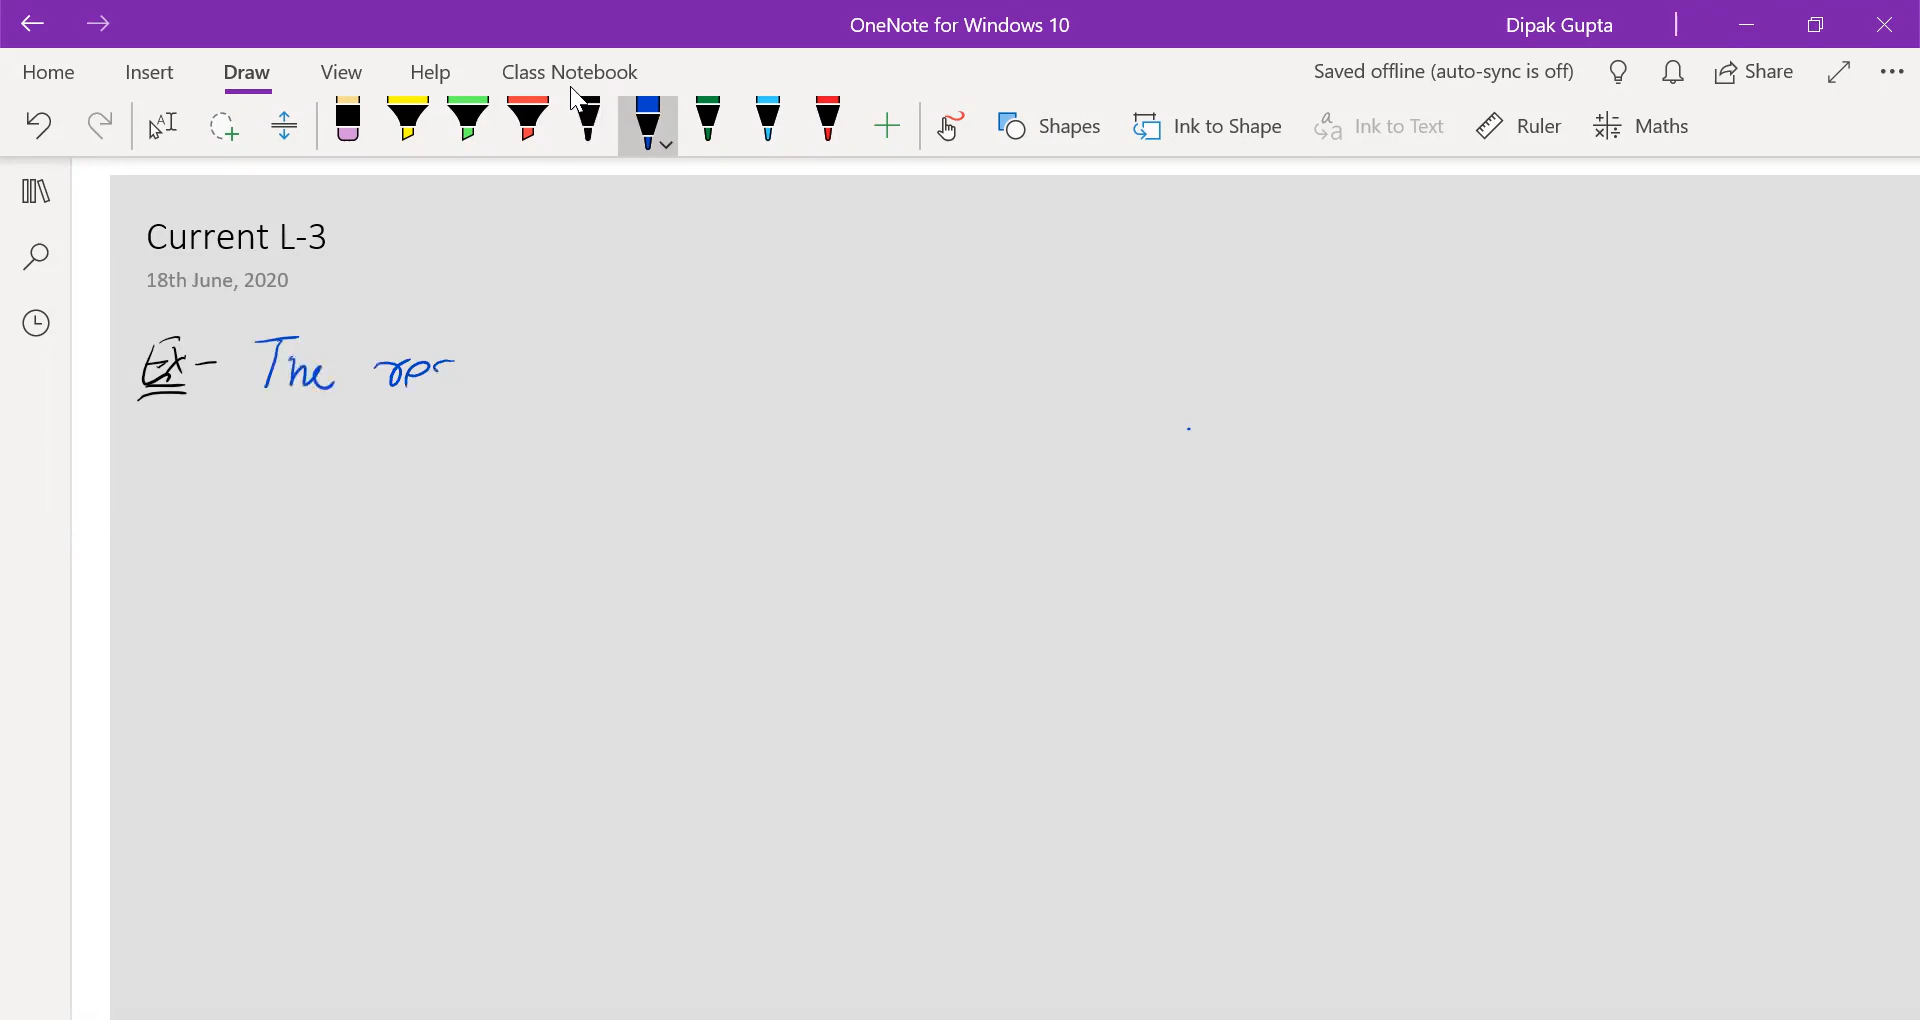 OneNote for Windows 10
Dipak Gupta
Home Insert Draw View Help Class Notebook
Saved offline (auto-sync is off) Share
Shapes Ink to Shape Ink to Text Ruler Maths
Current L-3
18th June, 2020
Ex- The